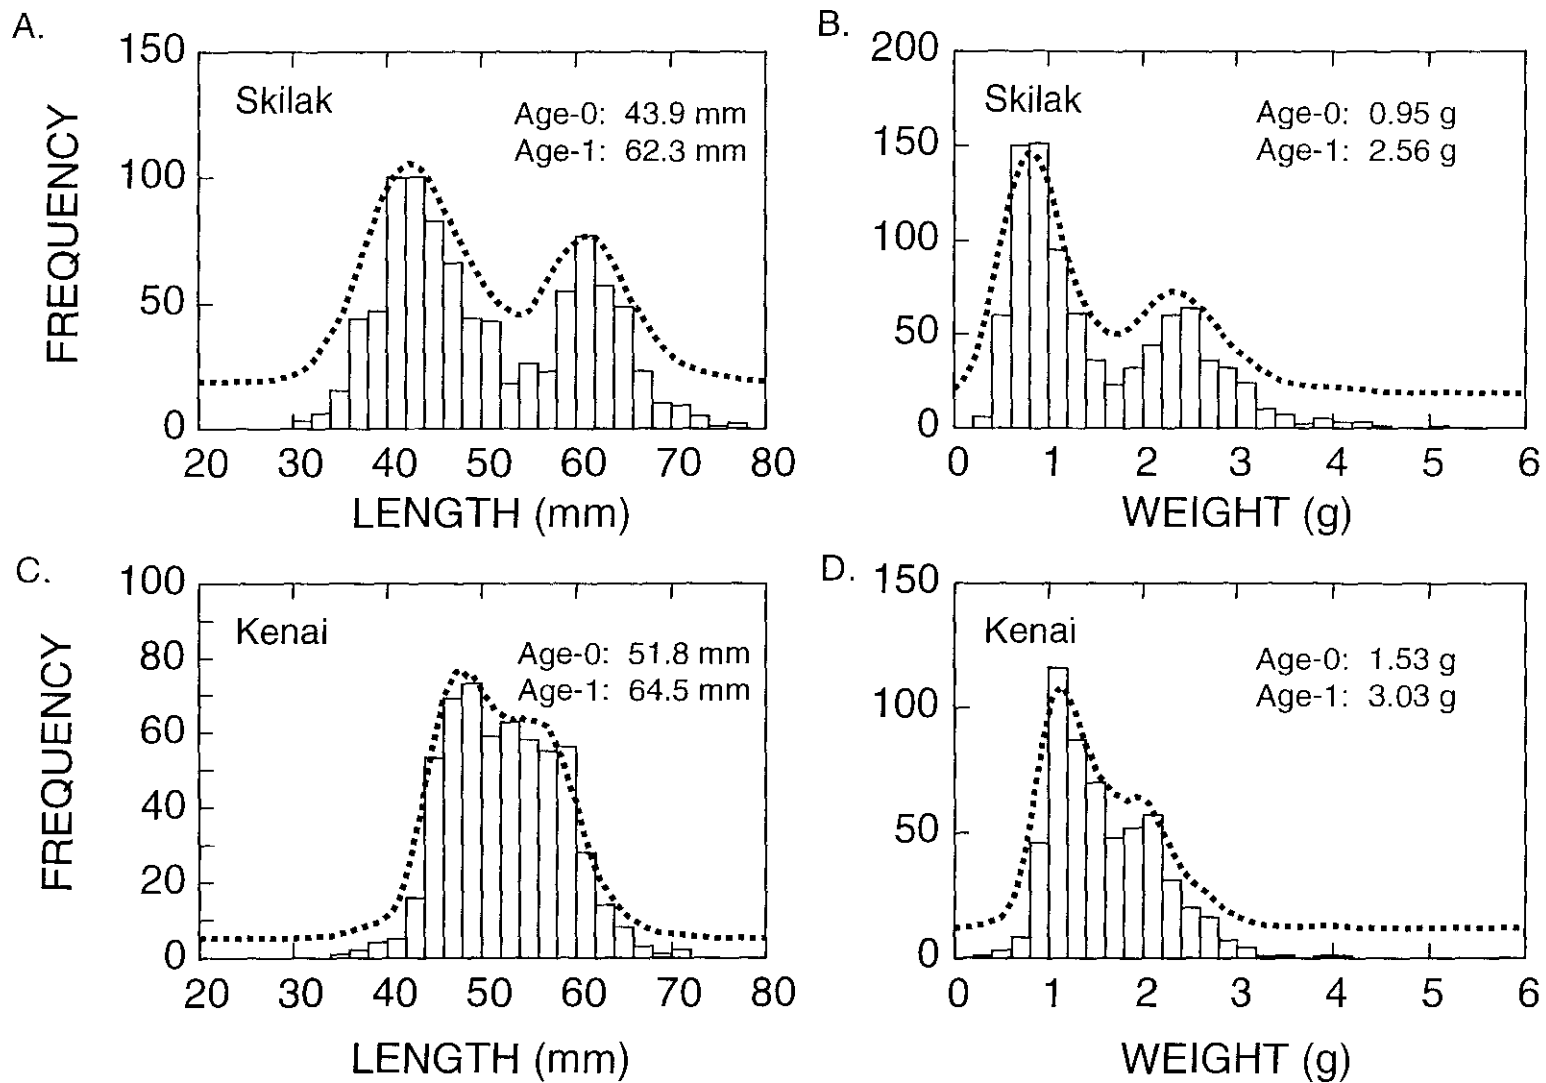 A.
150
100
50
0
FREQUENCY
Skilak
Age-0: 43.9 mm
Age-1: 62.3 mm
20 30 40 50 60 70 80
LENGTH (mm)
B.
200
150
100
50
0
Skilak
Age-0: 0.95 g
Age-1: 2.56 g
0 1 2 3 4 5 6
WEIGHT (g)
C.
100
80
60
40
20
0
FREQUENCY
Kenai
Age-0: 51.8 mm
Age-1: 64.5 mm
20 30 40 50 60 70 80
LENGTH (mm)
D.
150
100
50
0
Kenai
Age-0: 1.53 g
Age-1: 3.03 g
0 1 2 3 4 5 6
WEIGHT (g)